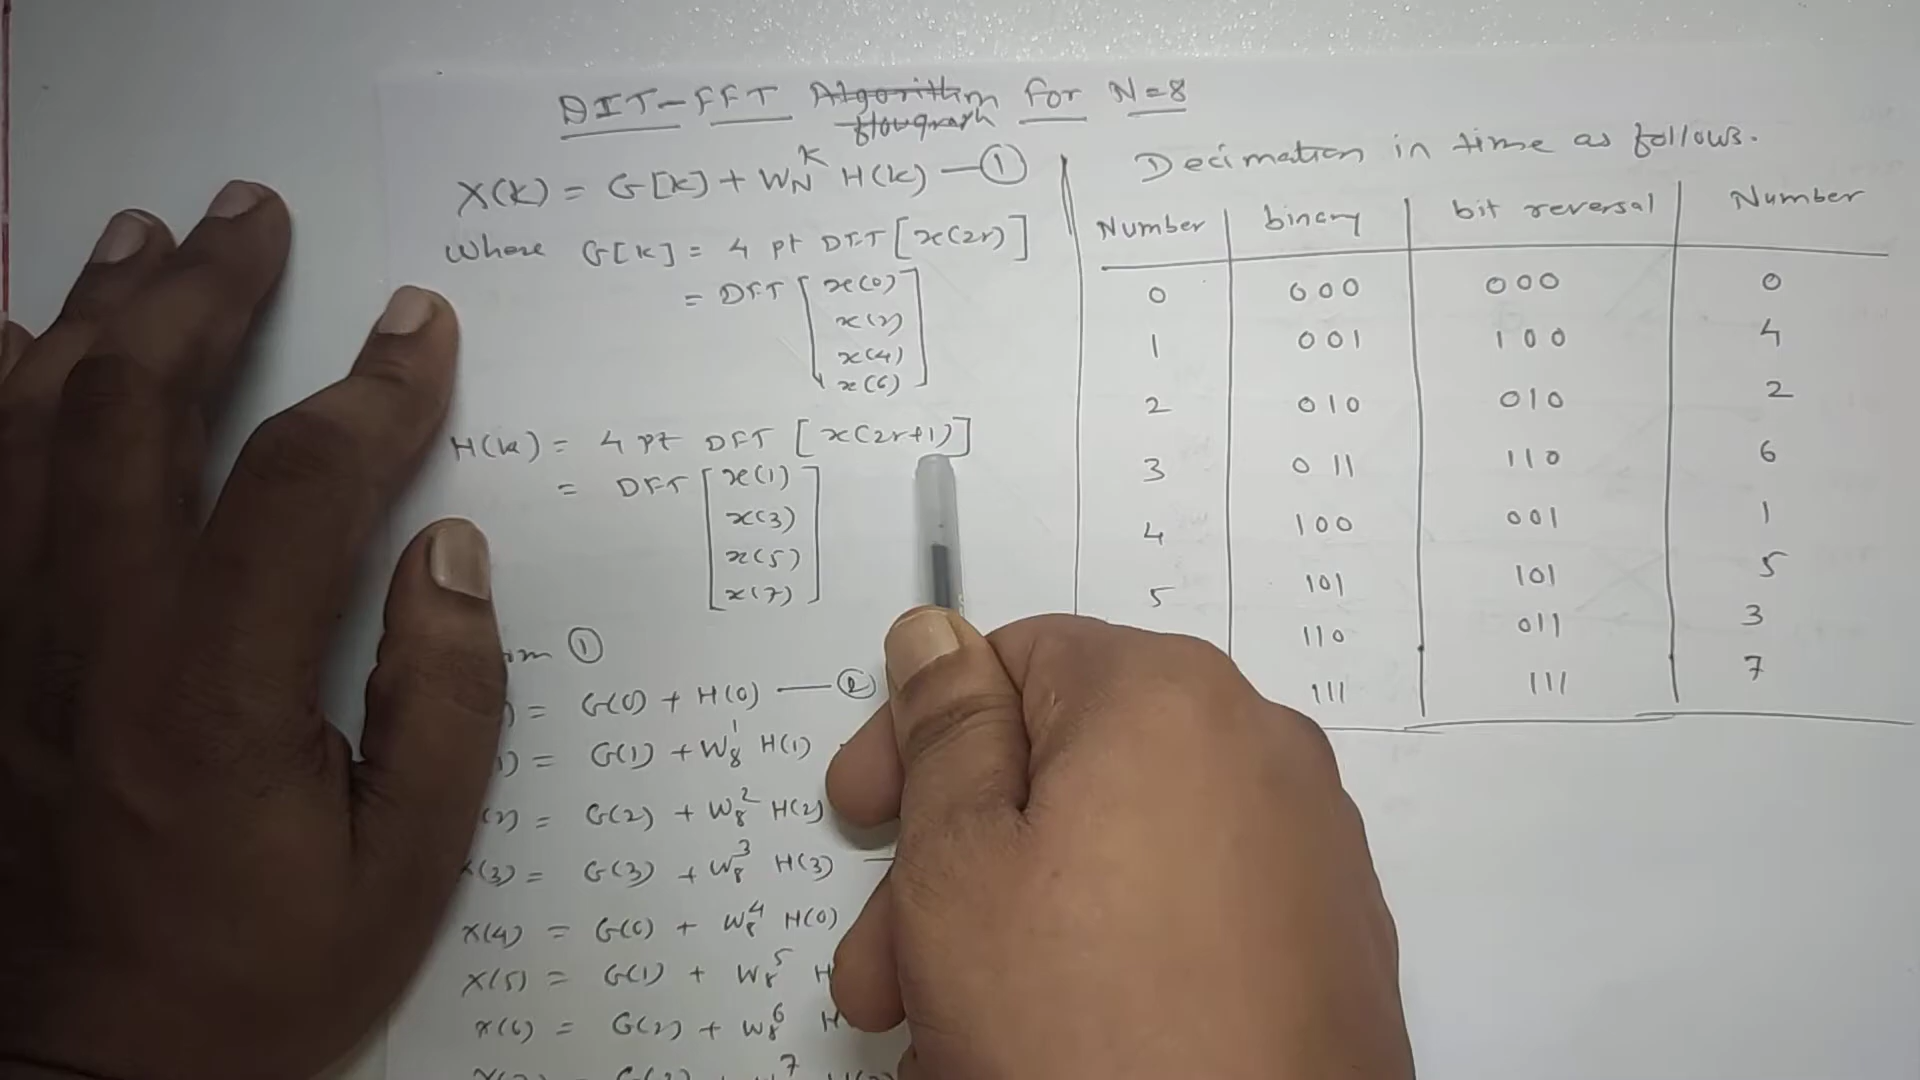 DIT-FFT Algorithm for N=8
flowgraph
X(k) = G[k] + W_N^k H(k) — ①
Where G[k] = 4 pt DFT [x(2r)]
= DFT [x(0)
x(2)
x(4)
x(6)]
H(k) = 4 pt DFT [x(2r+1)]
= DFT [x(1)
x(3)
x(5)
x(7)]
①
) = G(0) + H(0) — ②
1) = G(1) + W_8^1 H(1)
(2) = G(2) + W_8^2 H(2)
X(3) = G(3) + W_8^3 H(3) —
X(4) = G(0) + W_8^4 H(0)
X(5) = G(1) + W_8^5 H
X(6) = G(2) + W_8^6 H
7
Decimation in time as follows.
Number | binary | bit reversal | Number
0 | 000 | 000 | 0
1 | 001 | 100 | 4
2 | 010 | 010 | 2
3 | 011 | 110 | 6
4 | 100 | 001 | 1
5 | 101 | 101 | 5
110 | 011 | 3
111 | 111 | 7